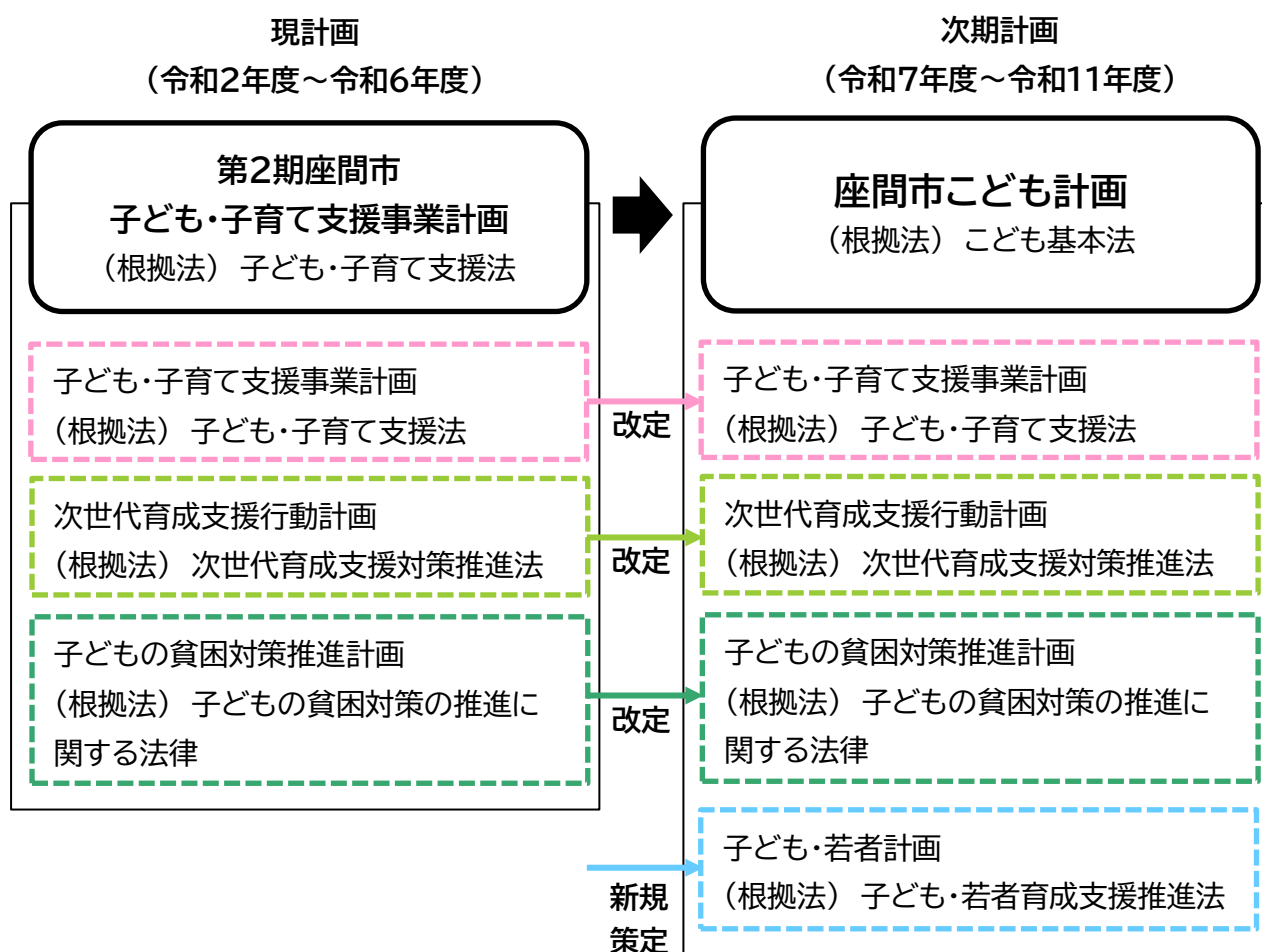 現計画
（令和2年度～令和6年度）
第2期座間市
子ども・子育て支援事業計画
（根拠法） 子ども・子育て支援法
子ども・子育て支援事業計画
（根拠法） 子ども・子育て支援法
次世代育成支援行動計画
（根拠法） 次世代育成支援対策推進法
子どもの貧困対策推進計画
（根拠法） 子どもの貧困対策の推進に
関する法律
改定
改定
改定
新規
策定
次期計画
（令和7年度～令和11年度）
座間市こども計画
（根拠法） こども基本法
子ども・子育て支援事業計画
（根拠法） 子ども・子育て支援法
次世代育成支援行動計画
（根拠法） 次世代育成支援対策推進法
子どもの貧困対策推進計画
（根拠法） 子どもの貧困対策の推進に
関する法律
子ども・若者計画
（根拠法） 子ども・若者育成支援推進法